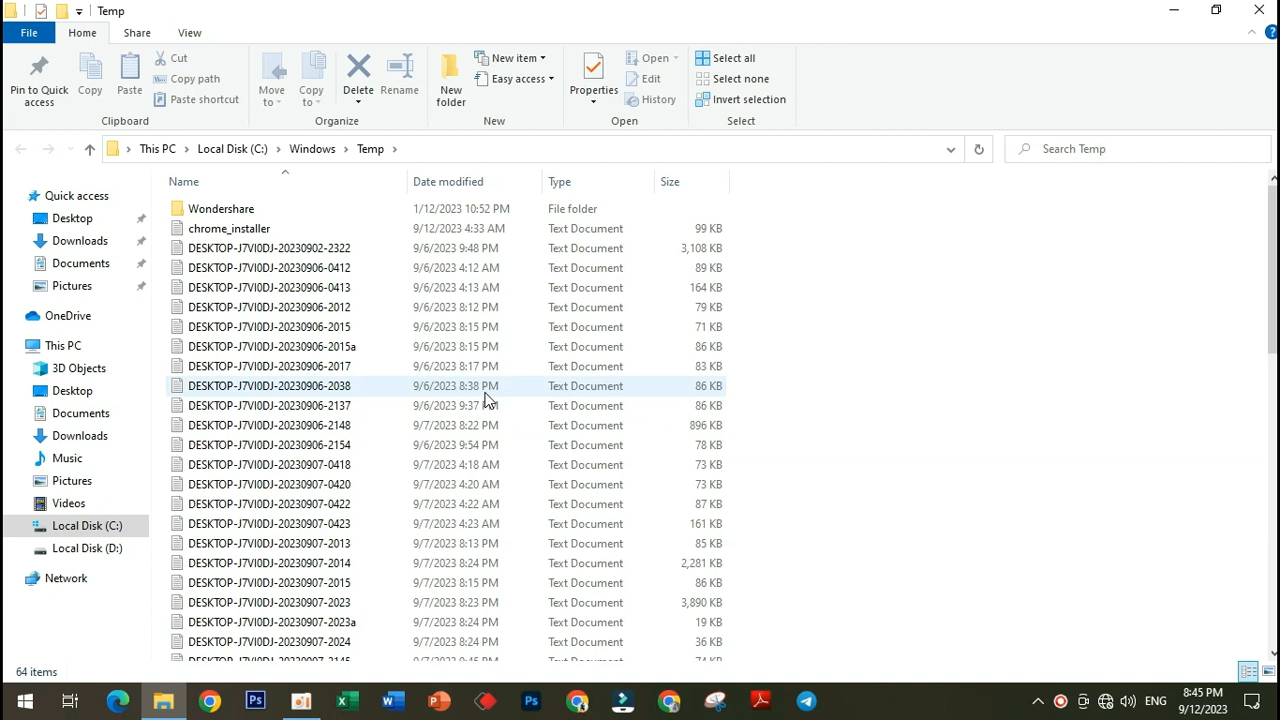 Temp
File Home Share View
Pin to Quick access
Copy
Paste
Cut
Copy path
Paste shortcut
Clipboard
Move to
Copy to
Delete
Rename
Organize
New folder
New item
Easy access
New
Properties
Open
Edit
History
Open
Select all
Select none
Invert selection
Select
This PC > Local Disk (C:) > Windows > Temp >
Search Temp
Quick access
Desktop
Downloads
Documents
Pictures
OneDrive
This PC
3D Objects
Desktop
Documents
Downloads
Music
Pictures
Videos
Local Disk (C:)
Local Disk (D:)
Network
Name Date modified Type Size
Wondershare 1/12/2023 10:52 PM File folder
chrome_installer 9/12/2023 4:33 AM Text Document 99 KB
DESKTOP-J7VI0DJ-20230902-2322 9/6/2023 9:48 PM Text Document 3,108 KB
DESKTOP-J7VI0DJ-20230906-0412 9/6/2023 4:12 AM Text Document 89 KB
DESKTOP-J7VI0DJ-20230906-0413 9/6/2023 4:13 AM Text Document 164 KB
DESKTOP-J7VI0DJ-20230906-2012 9/6/2023 8:12 PM Text Document 79 KB
DESKTOP-J7VI0DJ-20230906-2015 9/6/2023 8:15 PM Text Document 71 KB
DESKTOP-J7VI0DJ-20230906-2015a 9/6/2023 8:15 PM Text Document 86 KB
DESKTOP-J7VI0DJ-20230906-2017 9/6/2023 8:17 PM Text Document 83 KB
DESKTOP-J7VI0DJ-20230906-2038 9/6/2023 8:38 PM Text Document 86 KB
DESKTOP-J7VI0DJ-20230906-2137 9/6/2023 9:37 PM Text Document 86 KB
DESKTOP-J7VI0DJ-20230906-2148 9/7/2023 8:22 PM Text Document 896 KB
DESKTOP-J7VI0DJ-20230906-2154 9/6/2023 9:54 PM Text Document 78 KB
DESKTOP-J7VI0DJ-20230907-0418 9/7/2023 4:18 AM Text Document 73 KB
DESKTOP-J7VI0DJ-20230907-0420 9/7/2023 4:20 AM Text Document 73 KB
DESKTOP-J7VI0DJ-20230907-0422 9/7/2023 4:22 AM Text Document 87 KB
DESKTOP-J7VI0DJ-20230907-0423 9/7/2023 4:23 AM Text Document 161 KB
DESKTOP-J7VI0DJ-20230907-2013 9/7/2023 8:13 PM Text Document 85 KB
DESKTOP-J7VI0DJ-20230907-2014 9/7/2023 8:24 PM Text Document 2,281 KB
DESKTOP-J7VI0DJ-20230907-2015 9/7/2023 8:15 PM Text Document 86 KB
DESKTOP-J7VI0DJ-20230907-2023 9/7/2023 8:23 PM Text Document 3,890 KB
DESKTOP-J7VI0DJ-20230907-2023a 9/7/2023 8:24 PM Text Document 19 KB
DESKTOP-J7VI0DJ-20230907-2024 9/7/2023 8:24 PM Text Document 36 KB
64 items
ENG
8:45 PM
9/12/2023